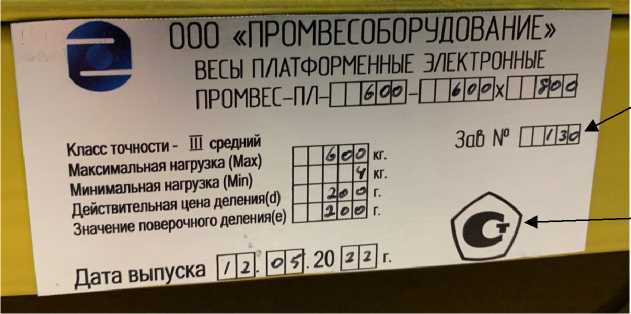 ООО «ПРОМВЕСОБОРУДОВАНИЕ»
ВЕСЫ ПЛАТФОРМЕННЫЕ ЭЛЕКТРОННЫЕ
ПРОМВЕС-ПЛ-600-600х800
Зав № 130
Класс точности - III средний
Максимальная нагрузка (Max) 600 кг.
Минимальная нагрузка (Min) 4 кг.
Действительная цена деления(d) 200 г.
Значение поверочного деления(e) 200 г.
Дата выпуска 12.05.2022 г.